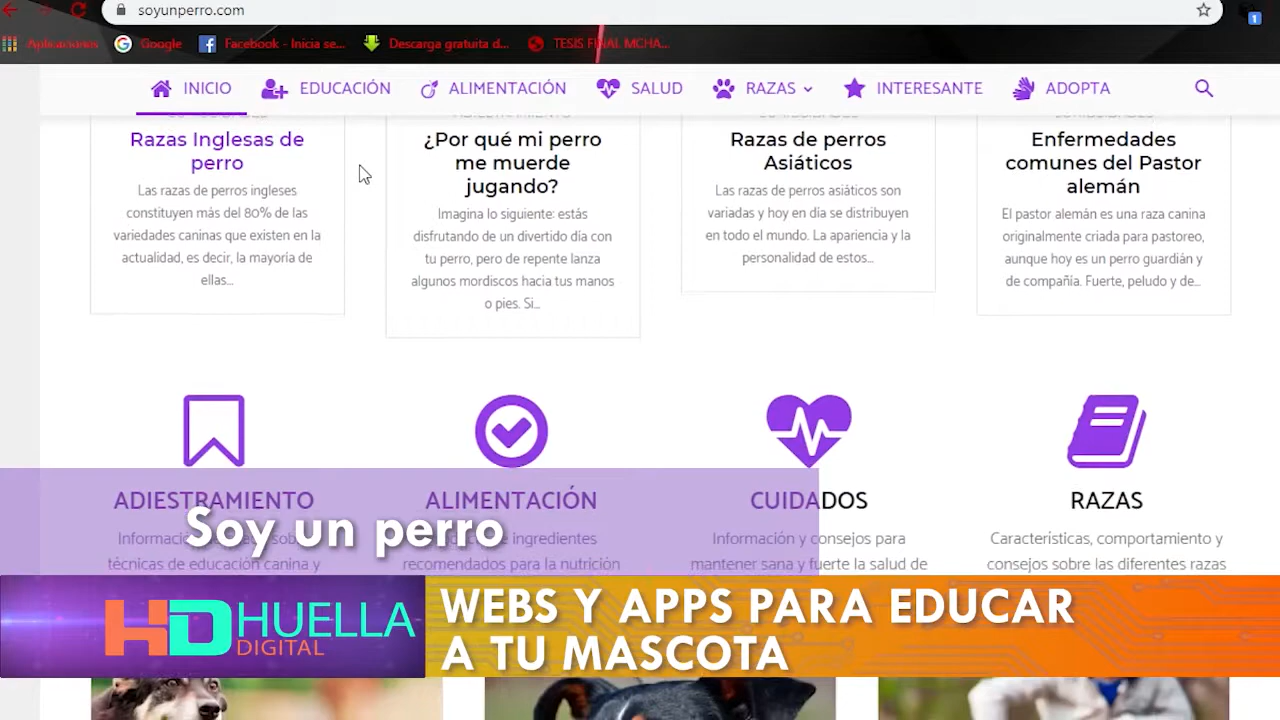 soyunperro.com
1
Aplicaciones Google Facebook - Inicia se... Descarga gratuita d... TESIS FINAL MCHA...
INICIO EDUCACIÓN ALIMENTACIÓN SALUD RAZAS INTERESANTE ADOPTA
Razas Inglesas de
perro
Las razas de perros ingleses
constituyen más del 80% de las
variedades caninas que existen en la
actualidad, es decir, la mayoría de
ellas...
¿Por qué mi perro
me muerde
jugando?
Imagina lo siguiente: estás
disfrutando de un divertido día con
tu perro, pero de repente lanza
algunos mordiscos hacia tus manos
o pies. Si...
Razas de perros
Asiáticos
Las razas de perros asiáticos son
variadas y hoy en día se distribuyen
en todo el mundo. La apariencia y la
personalidad de estos...
Enfermedades
comunes del Pastor
alemán
El pastor alemán es una raza canina
originalmente criada para pastoreo,
aunque hoy es un perro guardián y
de compañía. Fuerte, peludo y de...
ADIESTRAMIENTO
técnicas de educación canina y
ALIMENTACIÓN
ingredientes
recomendados para la nutrición
CUIDADOS
Información y consejos para
mantener sana y fuerte la salud de
RAZAS
Características, comportamiento y
consejos sobre las diferentes razas
Soy un perro
HD HUELLA
DIGITAL
WEBS Y APPS PARA EDUCAR
A TU MASCOTA